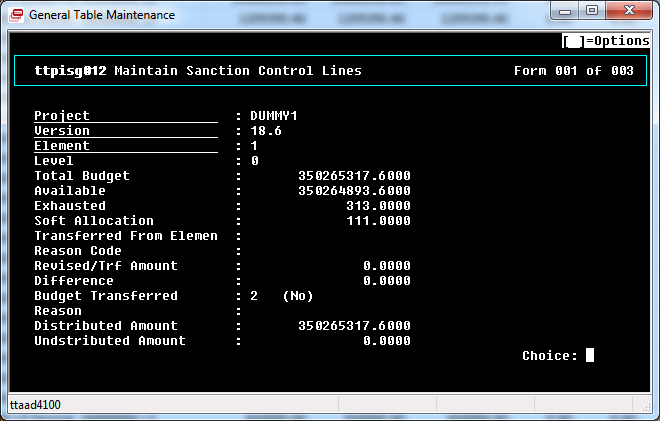 General Table Maintenance
[ ]=Options
ttpisg012 Maintain Sanction Control Lines Form 001 of 003
Project : DUMMY1
Version : 18.6
Element : 1
Level : 0
Total Budget : 350265317.6000
Available : 350264893.6000
Exhausted : 313.0000
Soft Allocation : 111.0000
Transferred From Elemen :
Reason Code :
Revised/Trf Amount : 0.0000
Difference : 0.0000
Budget Transferred : 2 (No)
Reason :
Distributed Amount : 350265317.6000
Undstributed Amount : 0.0000
Choice:
ttaad4100